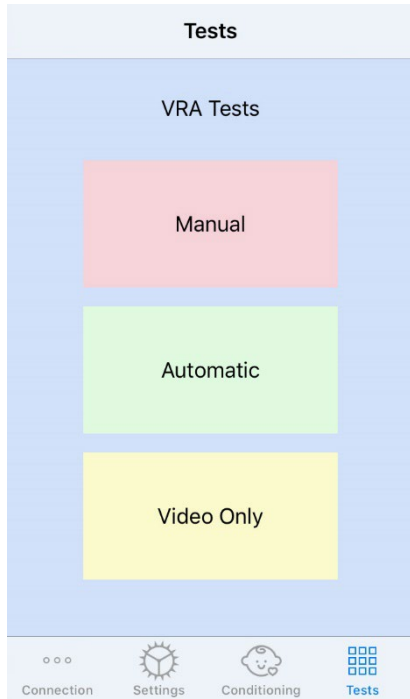 Tests
VRA Tests
Manual
Automatic
Video Only
Connection Settings Conditioning Tests